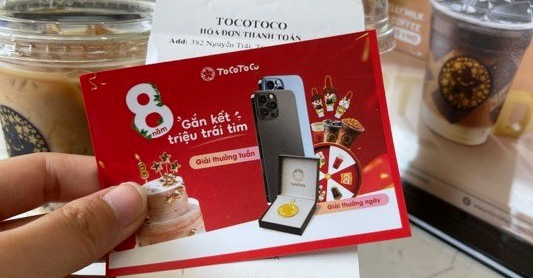 TOCOTOCO
HÓA ĐƠN THANH TOÁN
Add: 382 Nguyễn Trãi,
ToCoToCo
8
năm
Gắn kết
triệu trái tim
Giải thưởng tuần
Giải thưởng ngày